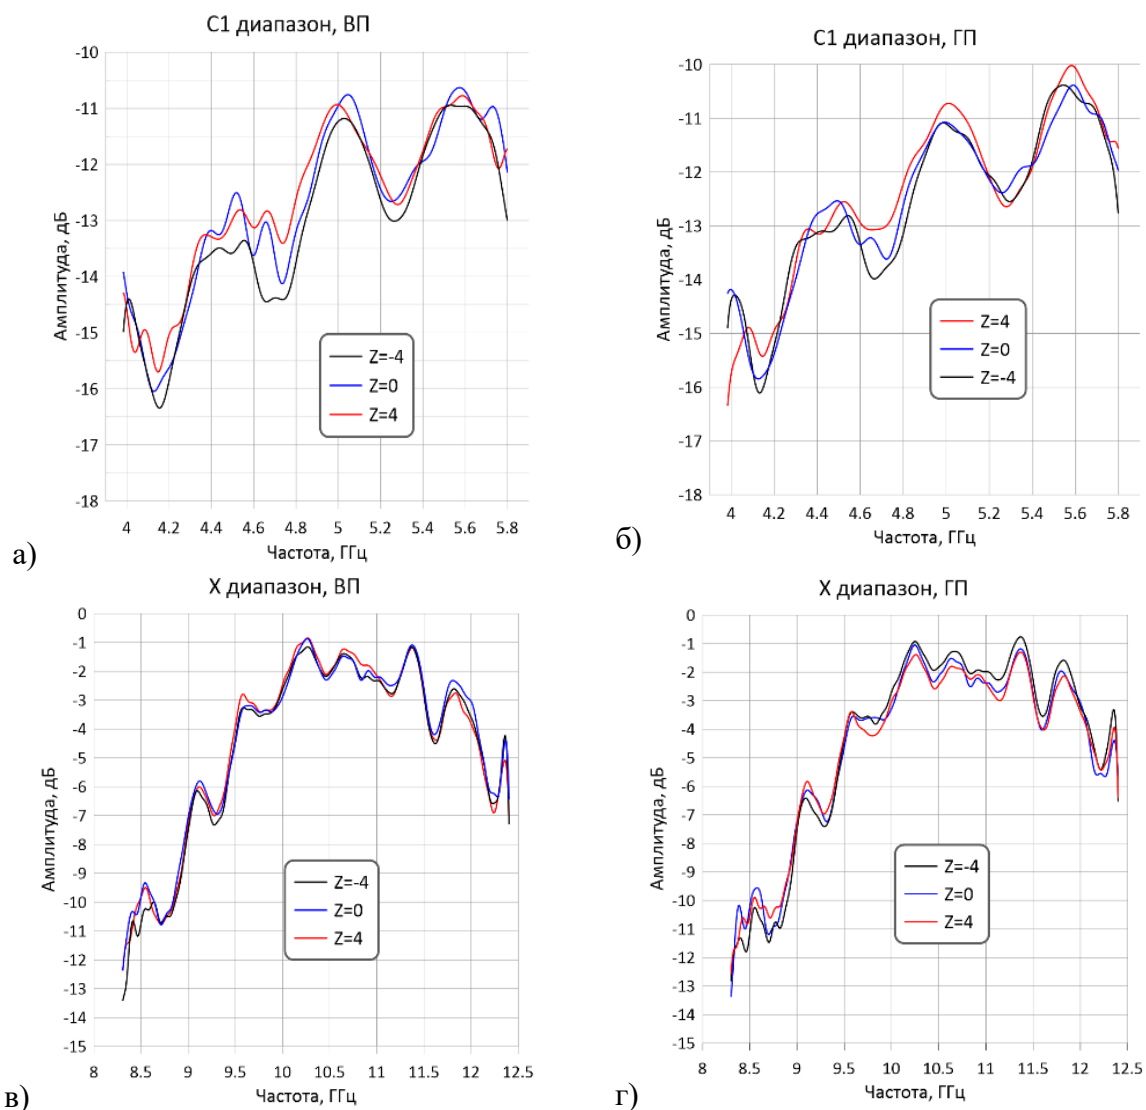 С1 диапазон, ВП
Амплитуда, дБ
-10
-11
-12
-13
-14
-15
-16
-17
-18
Z=-4
Z=0
Z=4
4 4.2 4.4 4.6 4.8 5 5.2 5.4 5.6 5.8
Частота, ГГц
а)
С1 диапазон, ГП
Амплитуда, дБ
-10
-11
-12
-13
-14
-15
-16
-17
-18
Z=4
Z=0
Z=-4
4 4.2 4.4 4.6 4.8 5 5.2 5.4 5.6 5.8
Частота, ГГц
б)
Х диапазон, ВП
Амплитуда, дБ
0
-1
-2
-3
-4
-5
-6
-7
-8
-9
-10
-11
-12
-13
-14
-15
Z=-4
Z=0
Z=4
8 8.5 9 9.5 10 10.5 11 11.5 12 12.5
Частота, ГГц
в)
Х диапазон, ГП
Амплитуда, дБ
0
-1
-2
-3
-4
-5
-6
-7
-8
-9
-10
-11
-12
-13
-14
-15
Z=-4
Z=0
Z=4
8 8.5 9 9.5 10 10.5 11 11.5 12 12.5
Частота, ГГц
г)